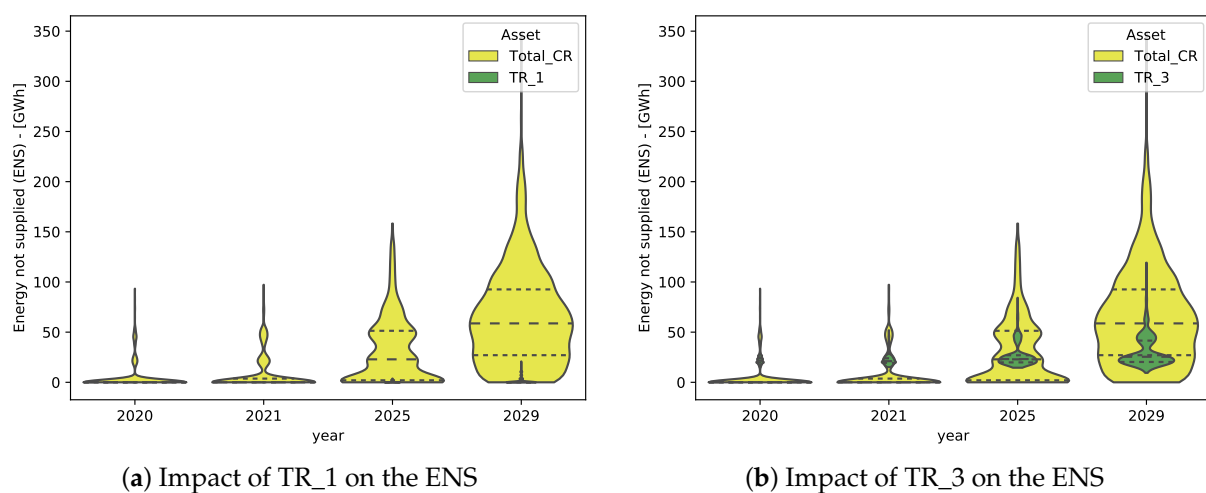 Energy not supplied (ENS) - [GWh]
350
300
250
200
150
100
50
0
Asset
Total_CR
TR_1
2020 2021 2025 2029
year
(a) Impact of TR_1 on the ENS
Energy not supplied (ENS) - [GWh]
350
300
250
200
150
100
50
0
Asset
Total_CR
TR_3
2020 2021 2025 2029
year
(b) Impact of TR_3 on the ENS